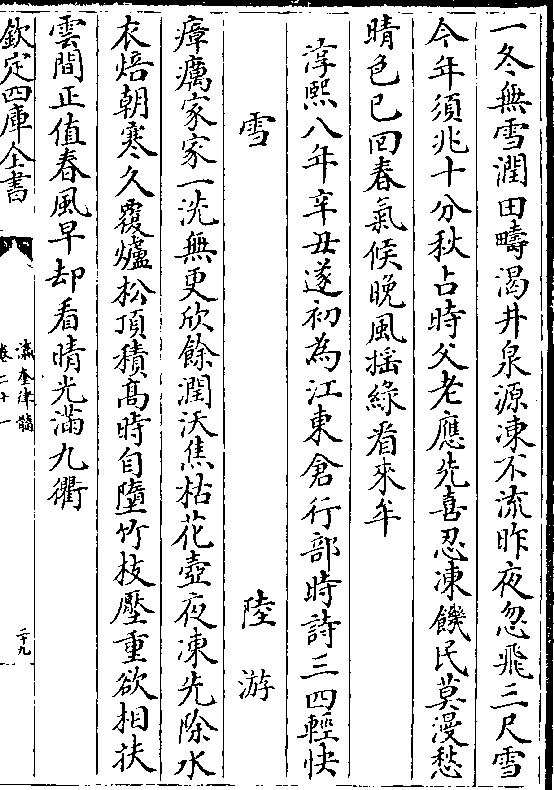 一冬無雪潤田疇渴井泉源凍不流昨夜忽飛三尺雪
今年須兆十分秋占時父老應先喜忍凍饑民莫漫愁
晴色已回春氣候晚風揺綠看來牟
淳熙八年辛丑遂初為江東倉行部時詩三四輕快
雪 陸游
瘴癘家家一洗無更欣餘潤沃焦枯花壺夜凍先除水
衣焙朝寒久覆爐松頂積髙時自墮竹枝壓重欲相扶
雲間正值春風早却看晴光滿九衢
欽定四庫全書
瀛奎律髓
卷二十一
二十九